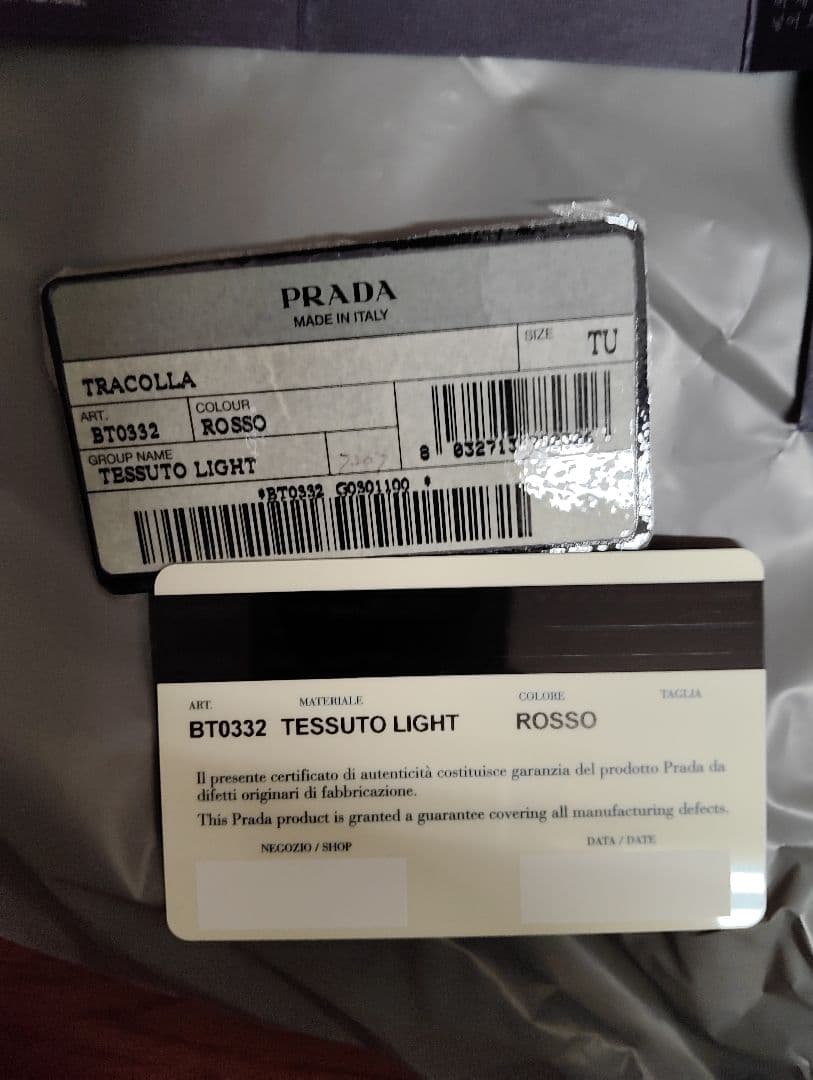 PRADA
MADE IN ITALY
SIZE TU
TRACOLLA
ART. COLOUR
BT0332 ROSSO
GROUP NAME
TESSUTO LIGHT
8 032713
*BT0332 G0301100 *
ART. MATERIALE COLORE TAGLIA
BT0332 TESSUTO LIGHT ROSSO
Il presente certificato di autenticità costituisce garanzia del prodotto Prada da
difetti originari di fabbricazione.
This Prada product is granted a guarantee covering all manufacturing defects.
NEGOZIO / SHOP DATA / DATE